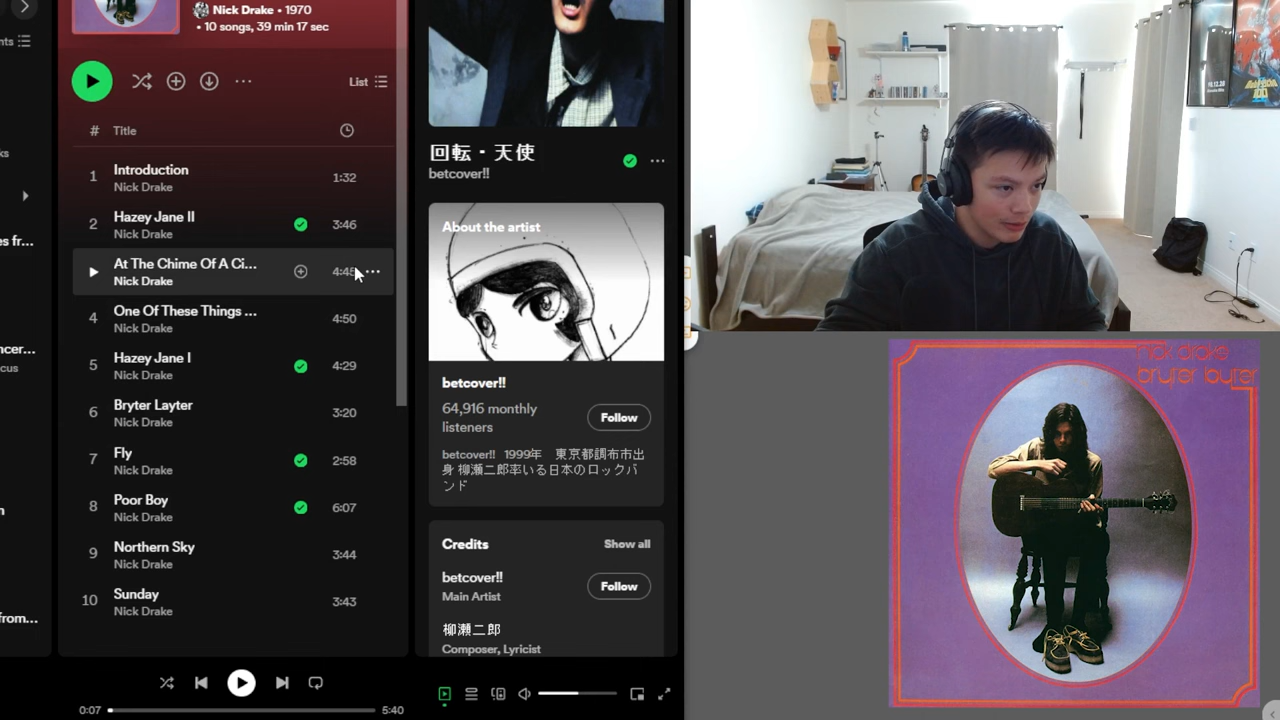 Nick Drake • 1970
• 10 songs, 39 min 17 sec
List
# Title
1 Introduction 1:32
Nick Drake
2 Hazey Jane II 3:46
Nick Drake
At The Chime Of A Ci... 4:45
Nick Drake
4 One Of These Things ... 4:50
Nick Drake
5 Hazey Jane I 4:29
Nick Drake
6 Bryter Layter 3:20
Nick Drake
7 Fly 2:58
Nick Drake
8 Poor Boy 6:07
Nick Drake
9 Northern Sky 3:44
Nick Drake
10 Sunday 3:43
Nick Drake
0:07 5:40
回転・天使
betcover!!
About the artist
betcover!!
64,916 monthly
listeners
Follow
betcover!! 1999年 東京都調布市出
身 柳瀬二郎率いる日本のロックバ
ンド
Credits Show all
betcover!!
Main Artist
Follow
柳瀬二郎
Composer, Lyricist
nick drake
bryter layter